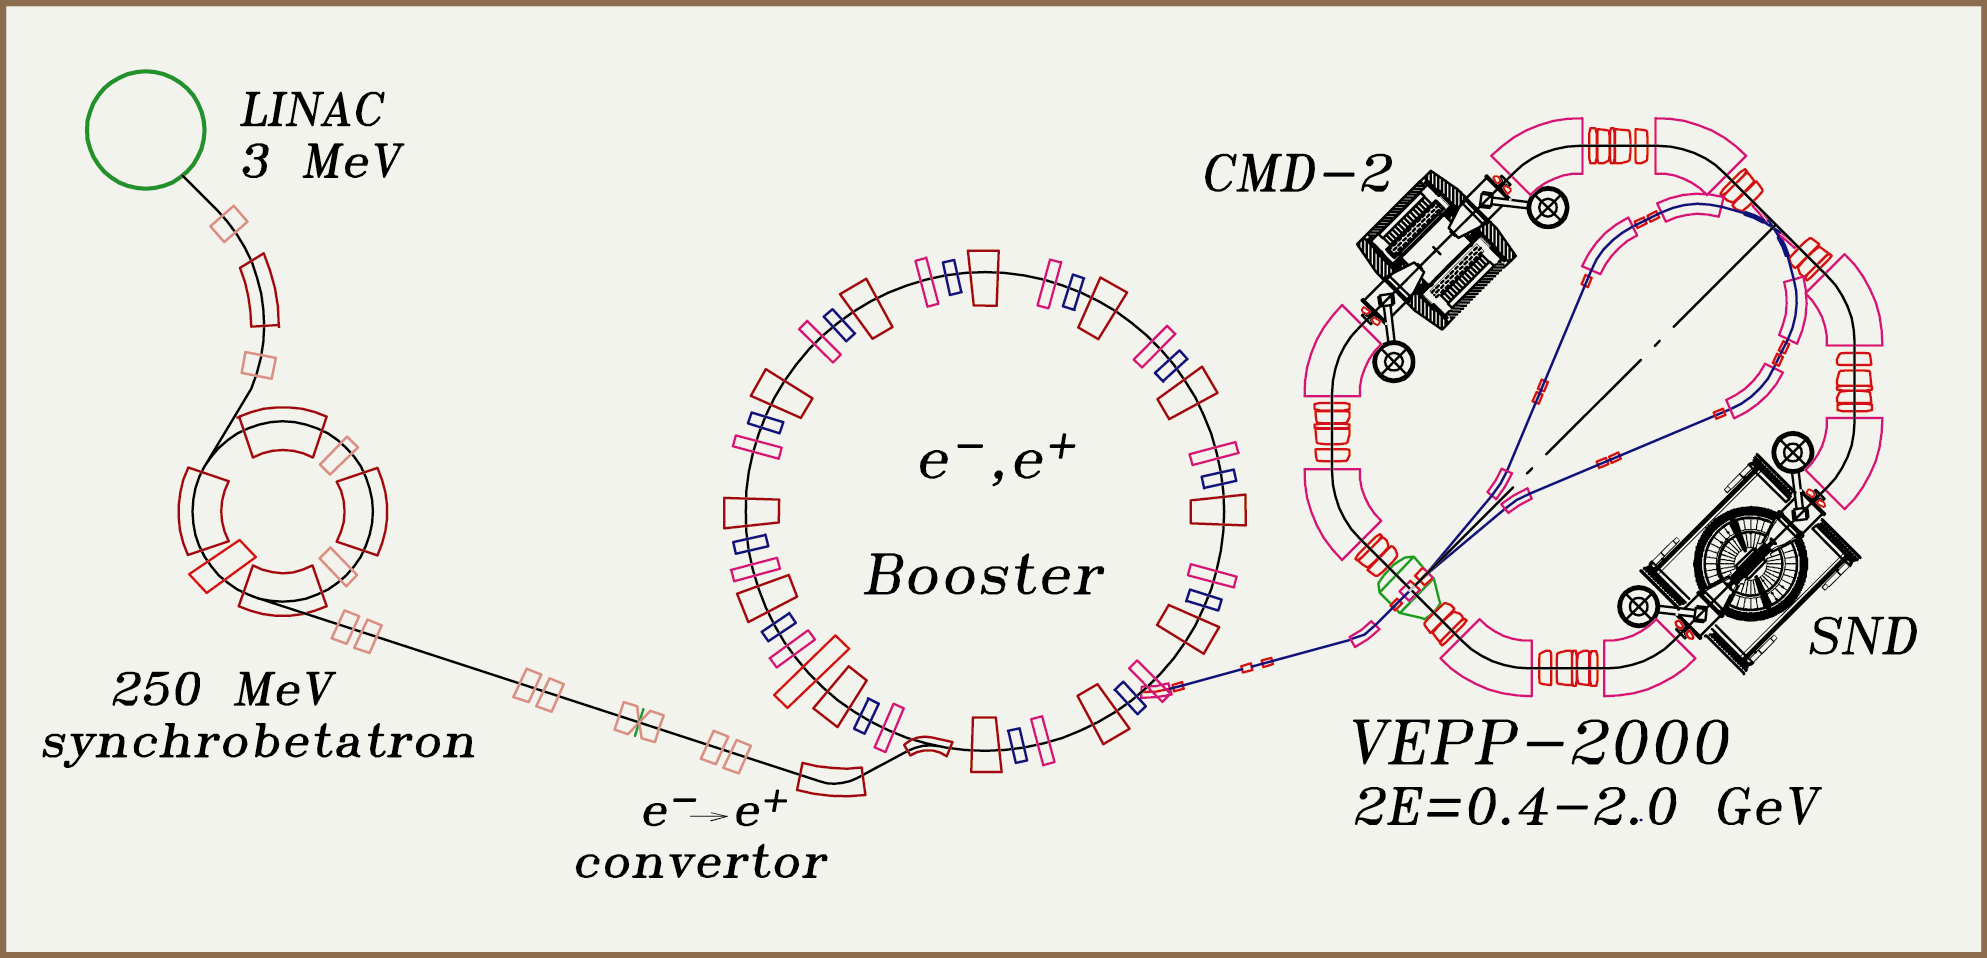 LINAC
3 MeV
CMD-2
e⁻,e⁺
Booster
SND
250 MeV
synchrobetatron
e⁻→e⁺
convertor
VEPP-2000
2E=0.4-2.0 GeV